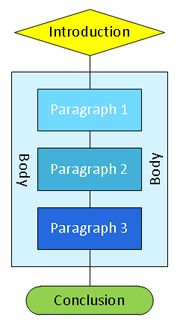 Introduction
Paragraph 1
Body
Paragraph 2
Body
Paragraph 3
Conclusion